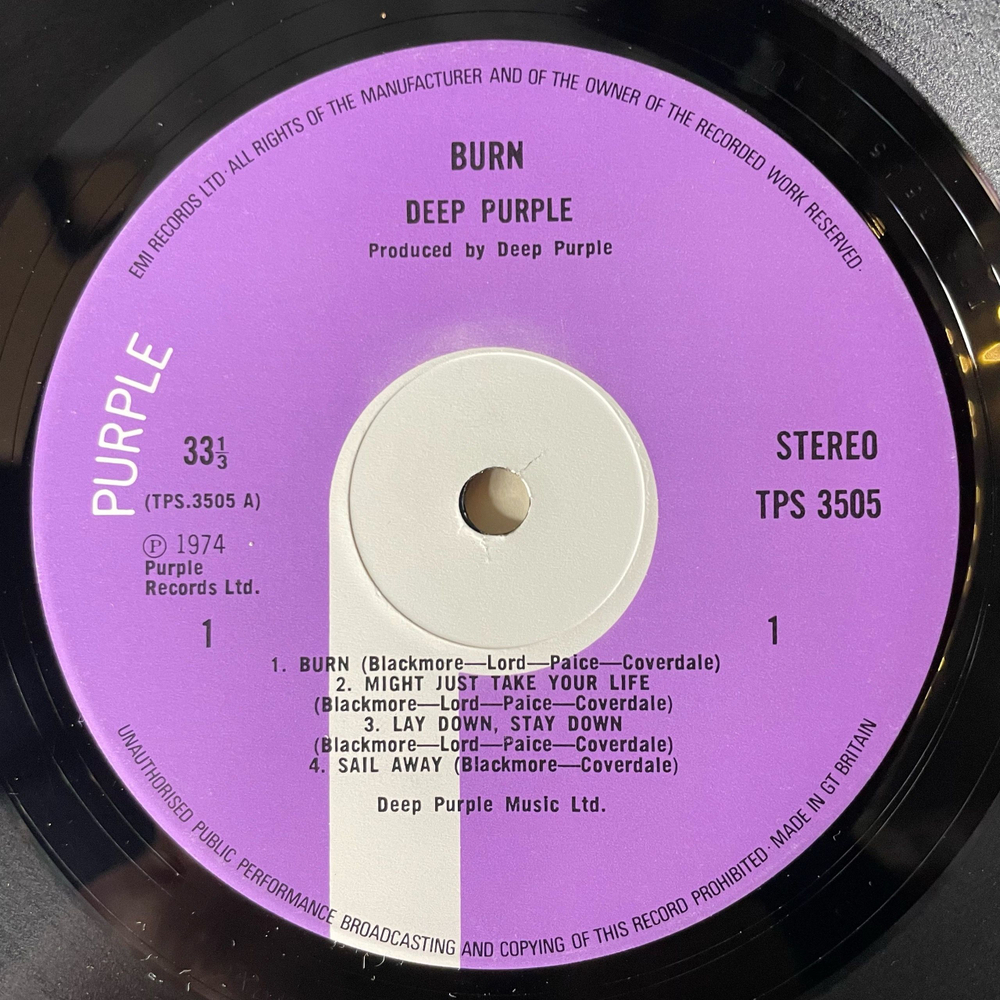 EMI RECORDS LTD · ALL RIGHTS OF THE MANUFACTURER AND OF THE OWNER OF THE RECORDED WORK RESERVED ·
BURN
DEEP PURPLE
Produced by Deep Purple
PURPLE
33⅓
(TPS.3505 A)
Ⓟ 1974
Purple
Records Ltd.
1
STEREO
TPS 3505
1
1. BURN (Blackmore—Lord—Paice—Coverdale)
2. MIGHT JUST TAKE YOUR LIFE
(Blackmore—Lord—Paice—Coverdale)
3. LAY DOWN, STAY DOWN
(Blackmore—Lord—Paice—Coverdale)
4. SAIL AWAY (Blackmore—Coverdale)
Deep Purple Music Ltd.
UNAUTHORISED PUBLIC PERFORMANCE BROADCASTING AND COPYING OF THIS RECORD PROHIBITED · MADE IN GT BRITAIN